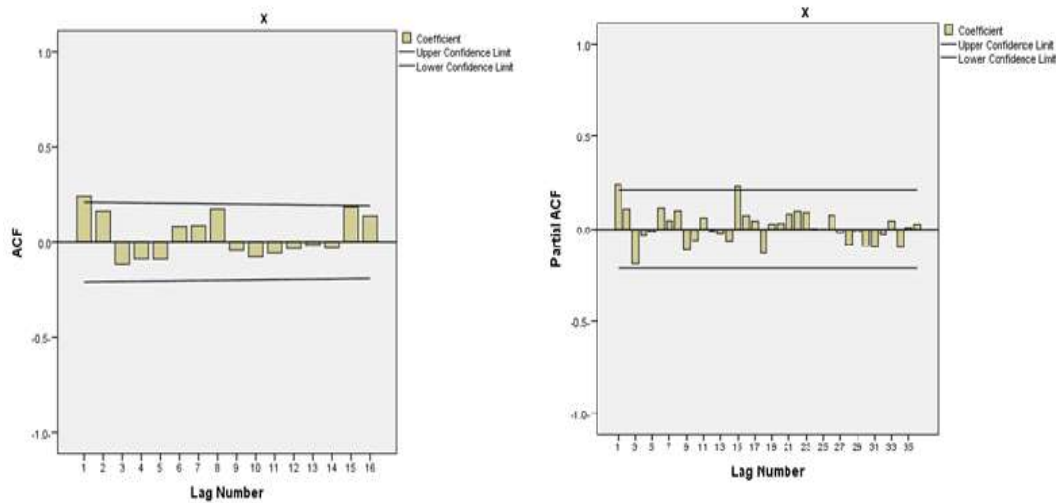 X
Coefficient
Upper Confidence Limit
Lower Confidence Limit
1.0
0.5
0.0
-0.5
-1.0
ACF
1 2 3 4 5 6 7 8 9 10 11 12 13 14 15 16
Lag Number
X
Coefficient
Upper Confidence Limit
Lower Confidence Limit
1.0
0.5
0.0
-0.5
-1.0
Partial ACF
1 3 5 7 9 11 13 15 17 19 21 23 25 27 29 31 33 35
Lag Number